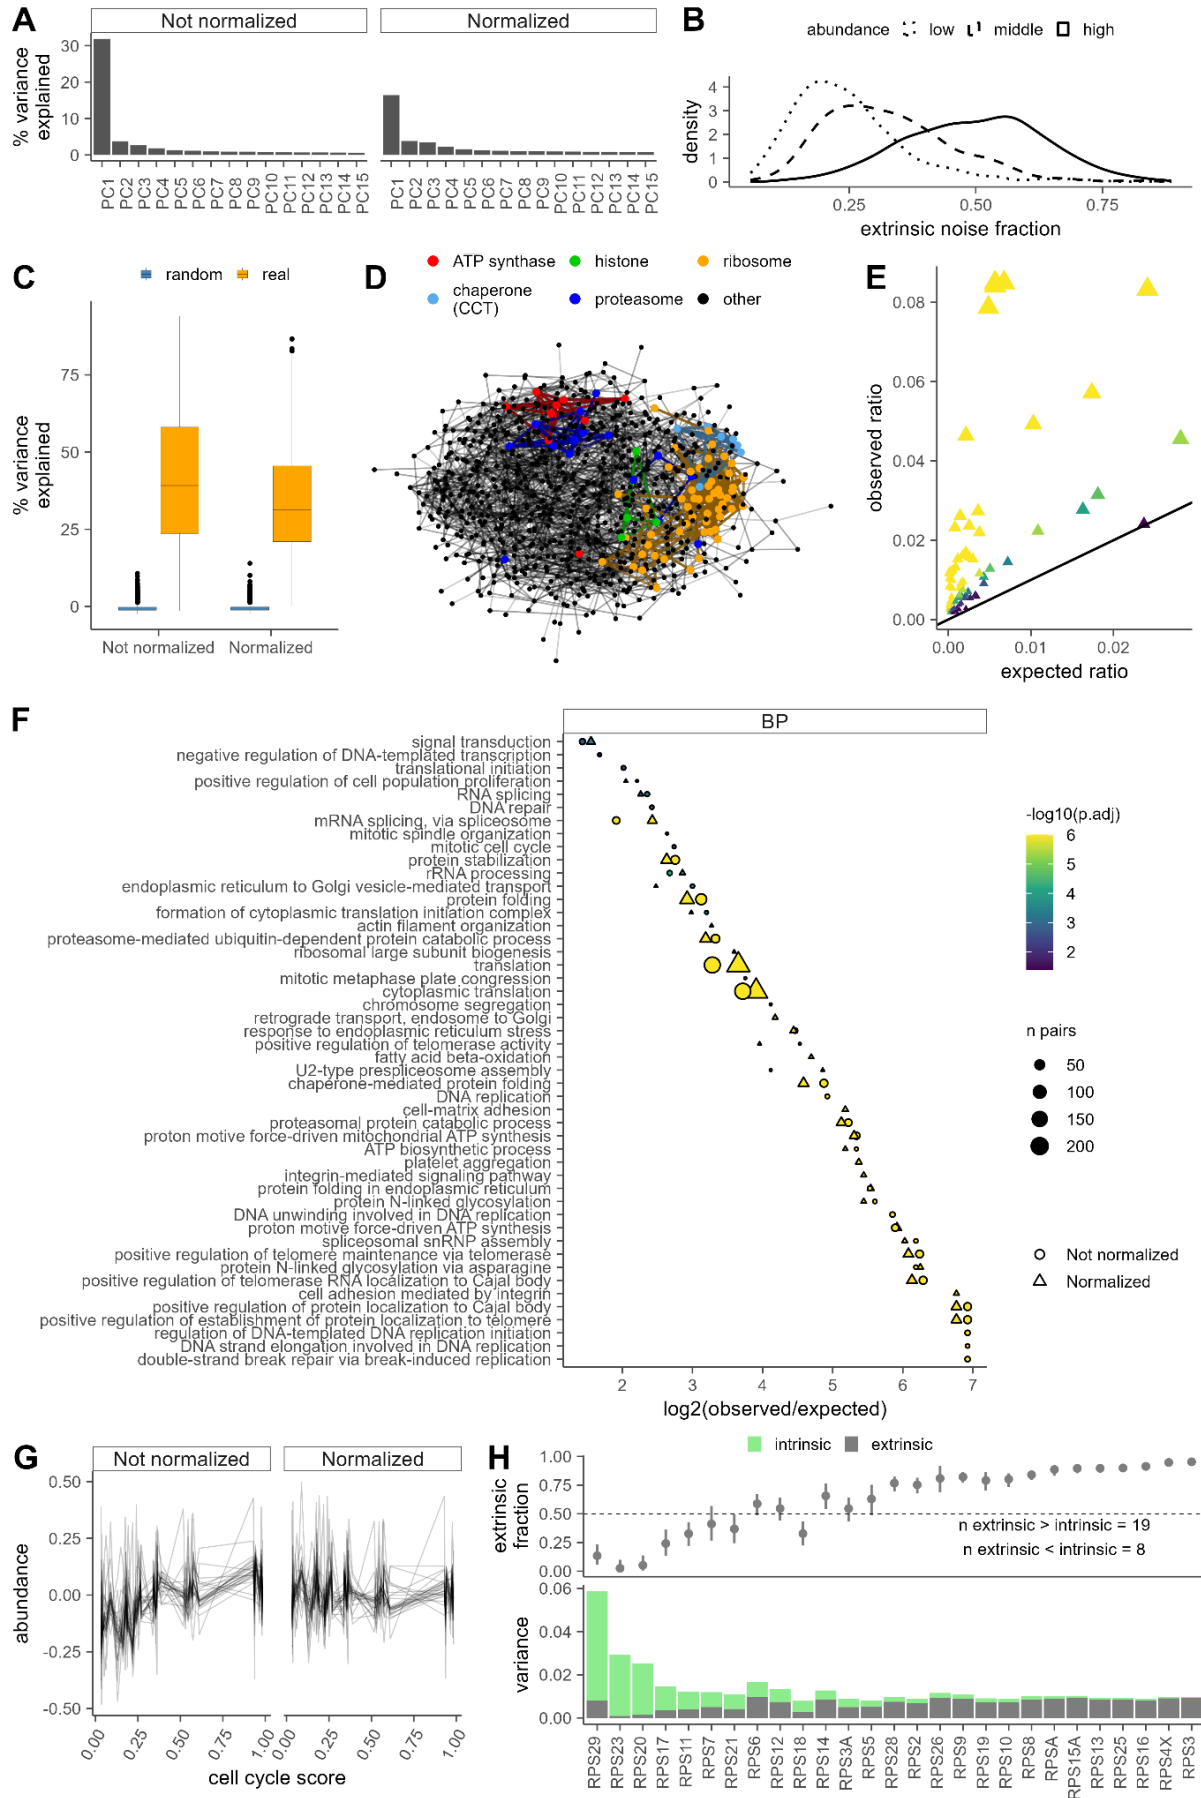 A
Not normalized
Normalized
% variance
explained
30
20
10
0
PC1
PC2
PC3
PC4
PC5
PC6
PC7
PC8
PC9
PC10
PC11
PC12
PC13
PC14
PC15
PC1
PC2
PC3
PC4
PC5
PC6
PC7
PC8
PC9
PC10
PC11
PC12
PC13
PC14
PC15
B
abundance low middle high
density
4
3
2
1
0
0.25 0.50 0.75
extrinsic noise fraction
C
random real
% variance
explained
75
50
25
0
Not normalized Normalized
D
ATP synthase histone ribosome
chaperone
(CCT)
proteasome other
E
observed ratio
0.08
0.06
0.04
0.02
0.00
0.00 0.01 0.02
expected ratio
F
BP
signal transduction
negative regulation of DNA-templated transcription
translational initiation
positive regulation of cell population proliferation
RNA splicing
DNA repair
mRNA splicing, via spliceosome
mitotic spindle organization
mitotic cell cycle
protein stabilization
rRNA processing
endoplasmic reticulum to Golgi vesicle-mediated transport
protein folding
formation of cytoplasmic translation initiation complex
actin filament organization
proteasome-mediated ubiquitin-dependent protein catabolic process
ribosomal large subunit biogenesis
translation
mitotic metaphase plate congression
cytoplasmic translation
chromosome segregation
retrograde transport, endosome to Golgi
response to endoplasmic reticulum stress
positive regulation of telomerase activity
fatty acid beta-oxidation
U2-type prespliceosome assembly
chaperone-mediated protein folding
DNA replication
cell-matrix adhesion
proteasomal protein catabolic process
proton motive force-driven mitochondrial ATP synthesis
ATP biosynthetic process
platelet aggregation
integrin-mediated signaling pathway
protein folding in endoplasmic reticulum
protein N-linked glycosylation
DNA unwinding involved in DNA replication
proton motive force-driven ATP synthesis
spliceosomal snRNP assembly
positive regulation of telomere maintenance via telomerase
protein N-linked glycosylation via asparagine
positive regulation of telomerase RNA localization to Cajal body
cell adhesion mediated by integrin
positive regulation of protein localization to Cajal body
positive regulation of establishment of protein localization to telomere
regulation of DNA-templated DNA replication initiation
DNA strand elongation involved in DNA replication
double-strand break repair via break-induced replication
2 3 4 5 6 7
log2(observed/expected)
-log10(p.adj)
6
5
4
3
2
n pairs
50
100
150
200
Not normalized
Normalized
G
Not normalized
Normalized
abundance
0.50
0.25
0.00
-0.25
-0.50
0.00 0.25 0.50 0.75 1.00
0.00 0.25 0.50 0.75 1.00
cell cycle score
H
intrinsic extrinsic
extrinsic
fraction
1.00
0.75
0.50
0.25
0.00
n extrinsic > intrinsic = 19
n extrinsic < intrinsic = 8
variance
0.06
0.04
0.02
0.00
RPS29
RPS23
RPS20
RPS17
RPS11
RPS7
RPS21
RPS6
RPS12
RPS18
RPS14
RPS3A
RPS5
RPS28
RPS2
RPS26
RPS9
RPS19
RPS10
RPS8
RPSA
RPS15A
RPS13
RPS25
RPS16
RPS4X
RPS3